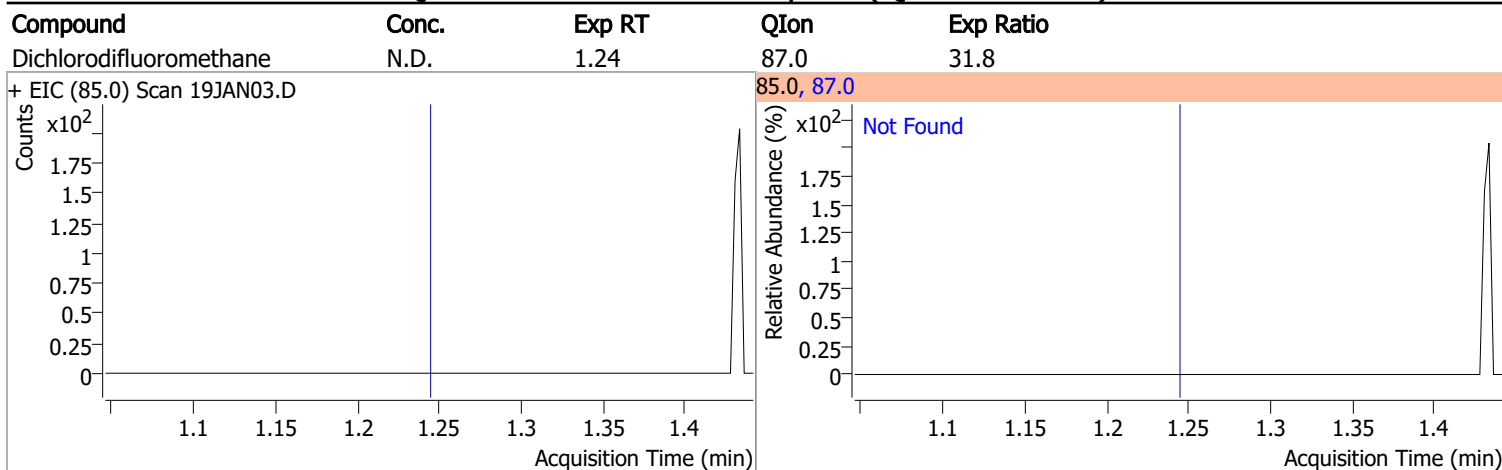 Compound Conc. Exp RT QIon Exp Ratio
Dichlorodifluoromethane N.D. 1.24 87.0 31.8
+ EIC (85.0) Scan 19JAN03.D
Counts
x10²
1.75
1.5
1.25
1
0.75
0.5
0.25
0
1.1 1.15 1.2 1.25 1.3 1.35 1.4
Acquisition Time (min)
85.0, 87.0
Relative Abundance (%)
x10²
Not Found
1.75
1.5
1.25
1
0.75
0.5
0.25
0
1.1 1.15 1.2 1.25 1.3 1.35 1.4
Acquisition Time (min)